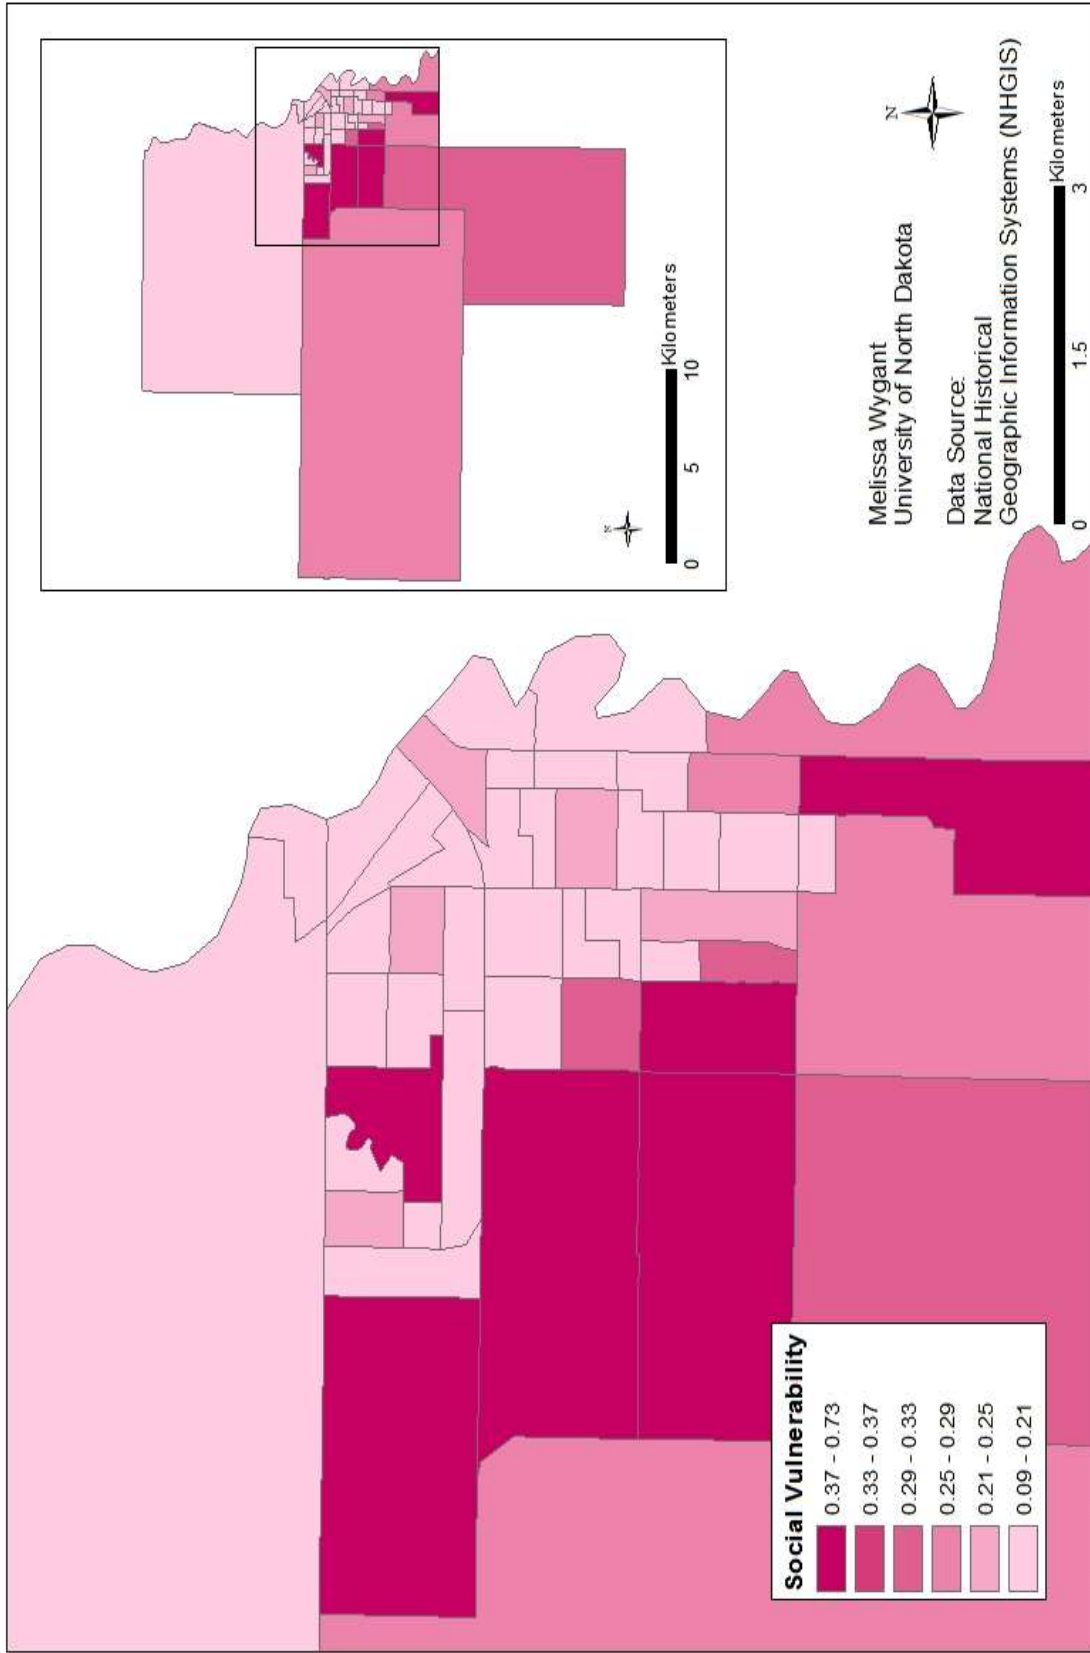 N
0
5
10
Kilometers
N
Melissa Wygant
University of North Dakota
Data Source:
National Historical
Geographic Information Systems (NHGIS)
0
1.5
3
Kilometers
Social Vulnerability
0.37 - 0.73
0.33 - 0.37
0.29 - 0.33
0.25 - 0.29
0.21 - 0.25
0.09 - 0.21